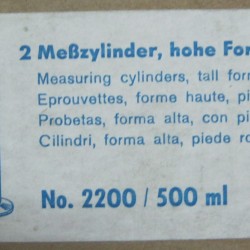 2 Meßzylinder, hohe For
Measuring cylinders, tall for
Eprouvettes, forme haute, pi
Probetas, forma alta, con pi
Cilindri, forma alta, piede ro
No. 2200 / 500 ml